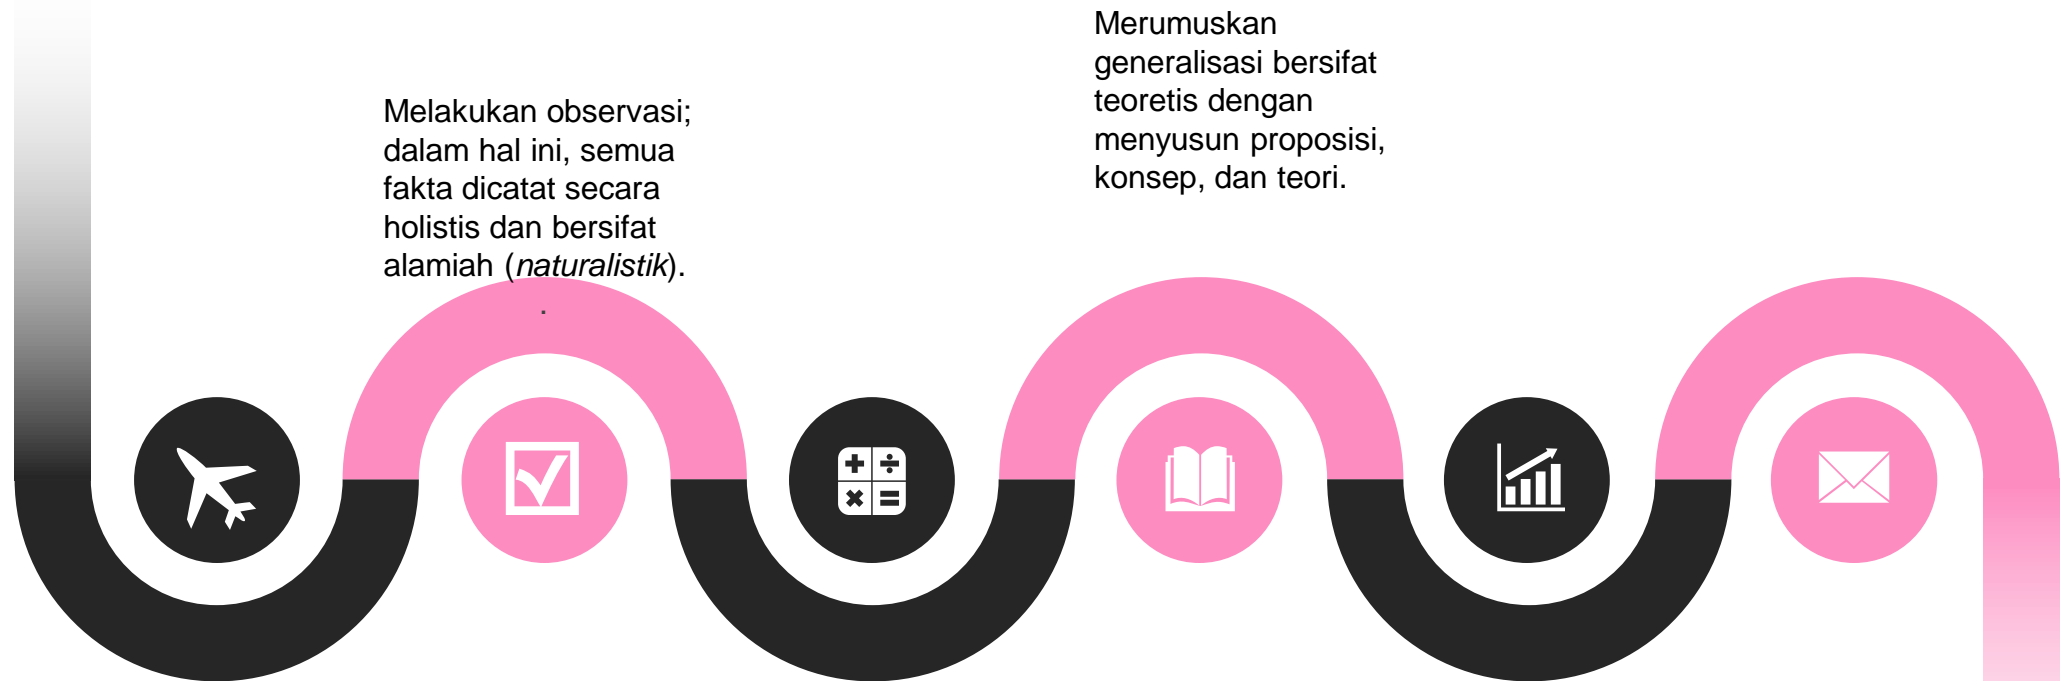 Melakukan observasi;
dalam hal ini, semua
fakta dicatat secara
holistis dan bersifat
alamiah (naturalistik).
.
Merumuskan
generalisasi bersifat
teoretis dengan
menyusun proposisi,
konsep, dan teori.